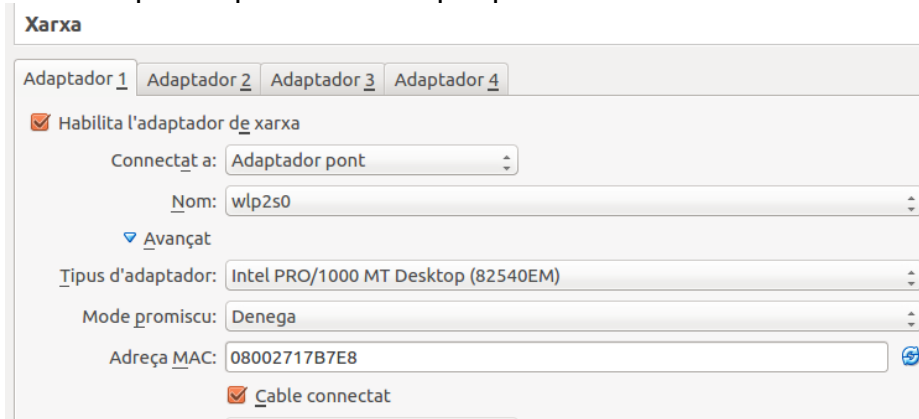 Xarxa
Adaptador 1 Adaptador 2 Adaptador 3 Adaptador 4
Habilita l'adaptador de xarxa
Connectat a: Adaptador pont
Nom: wlp2s0
Avançat
Tipus d'adaptador: Intel PRO/1000 MT Desktop (82540EM)
Mode promiscu: Denega
Adreça MAC: 08002717B7E8
Cable connectat